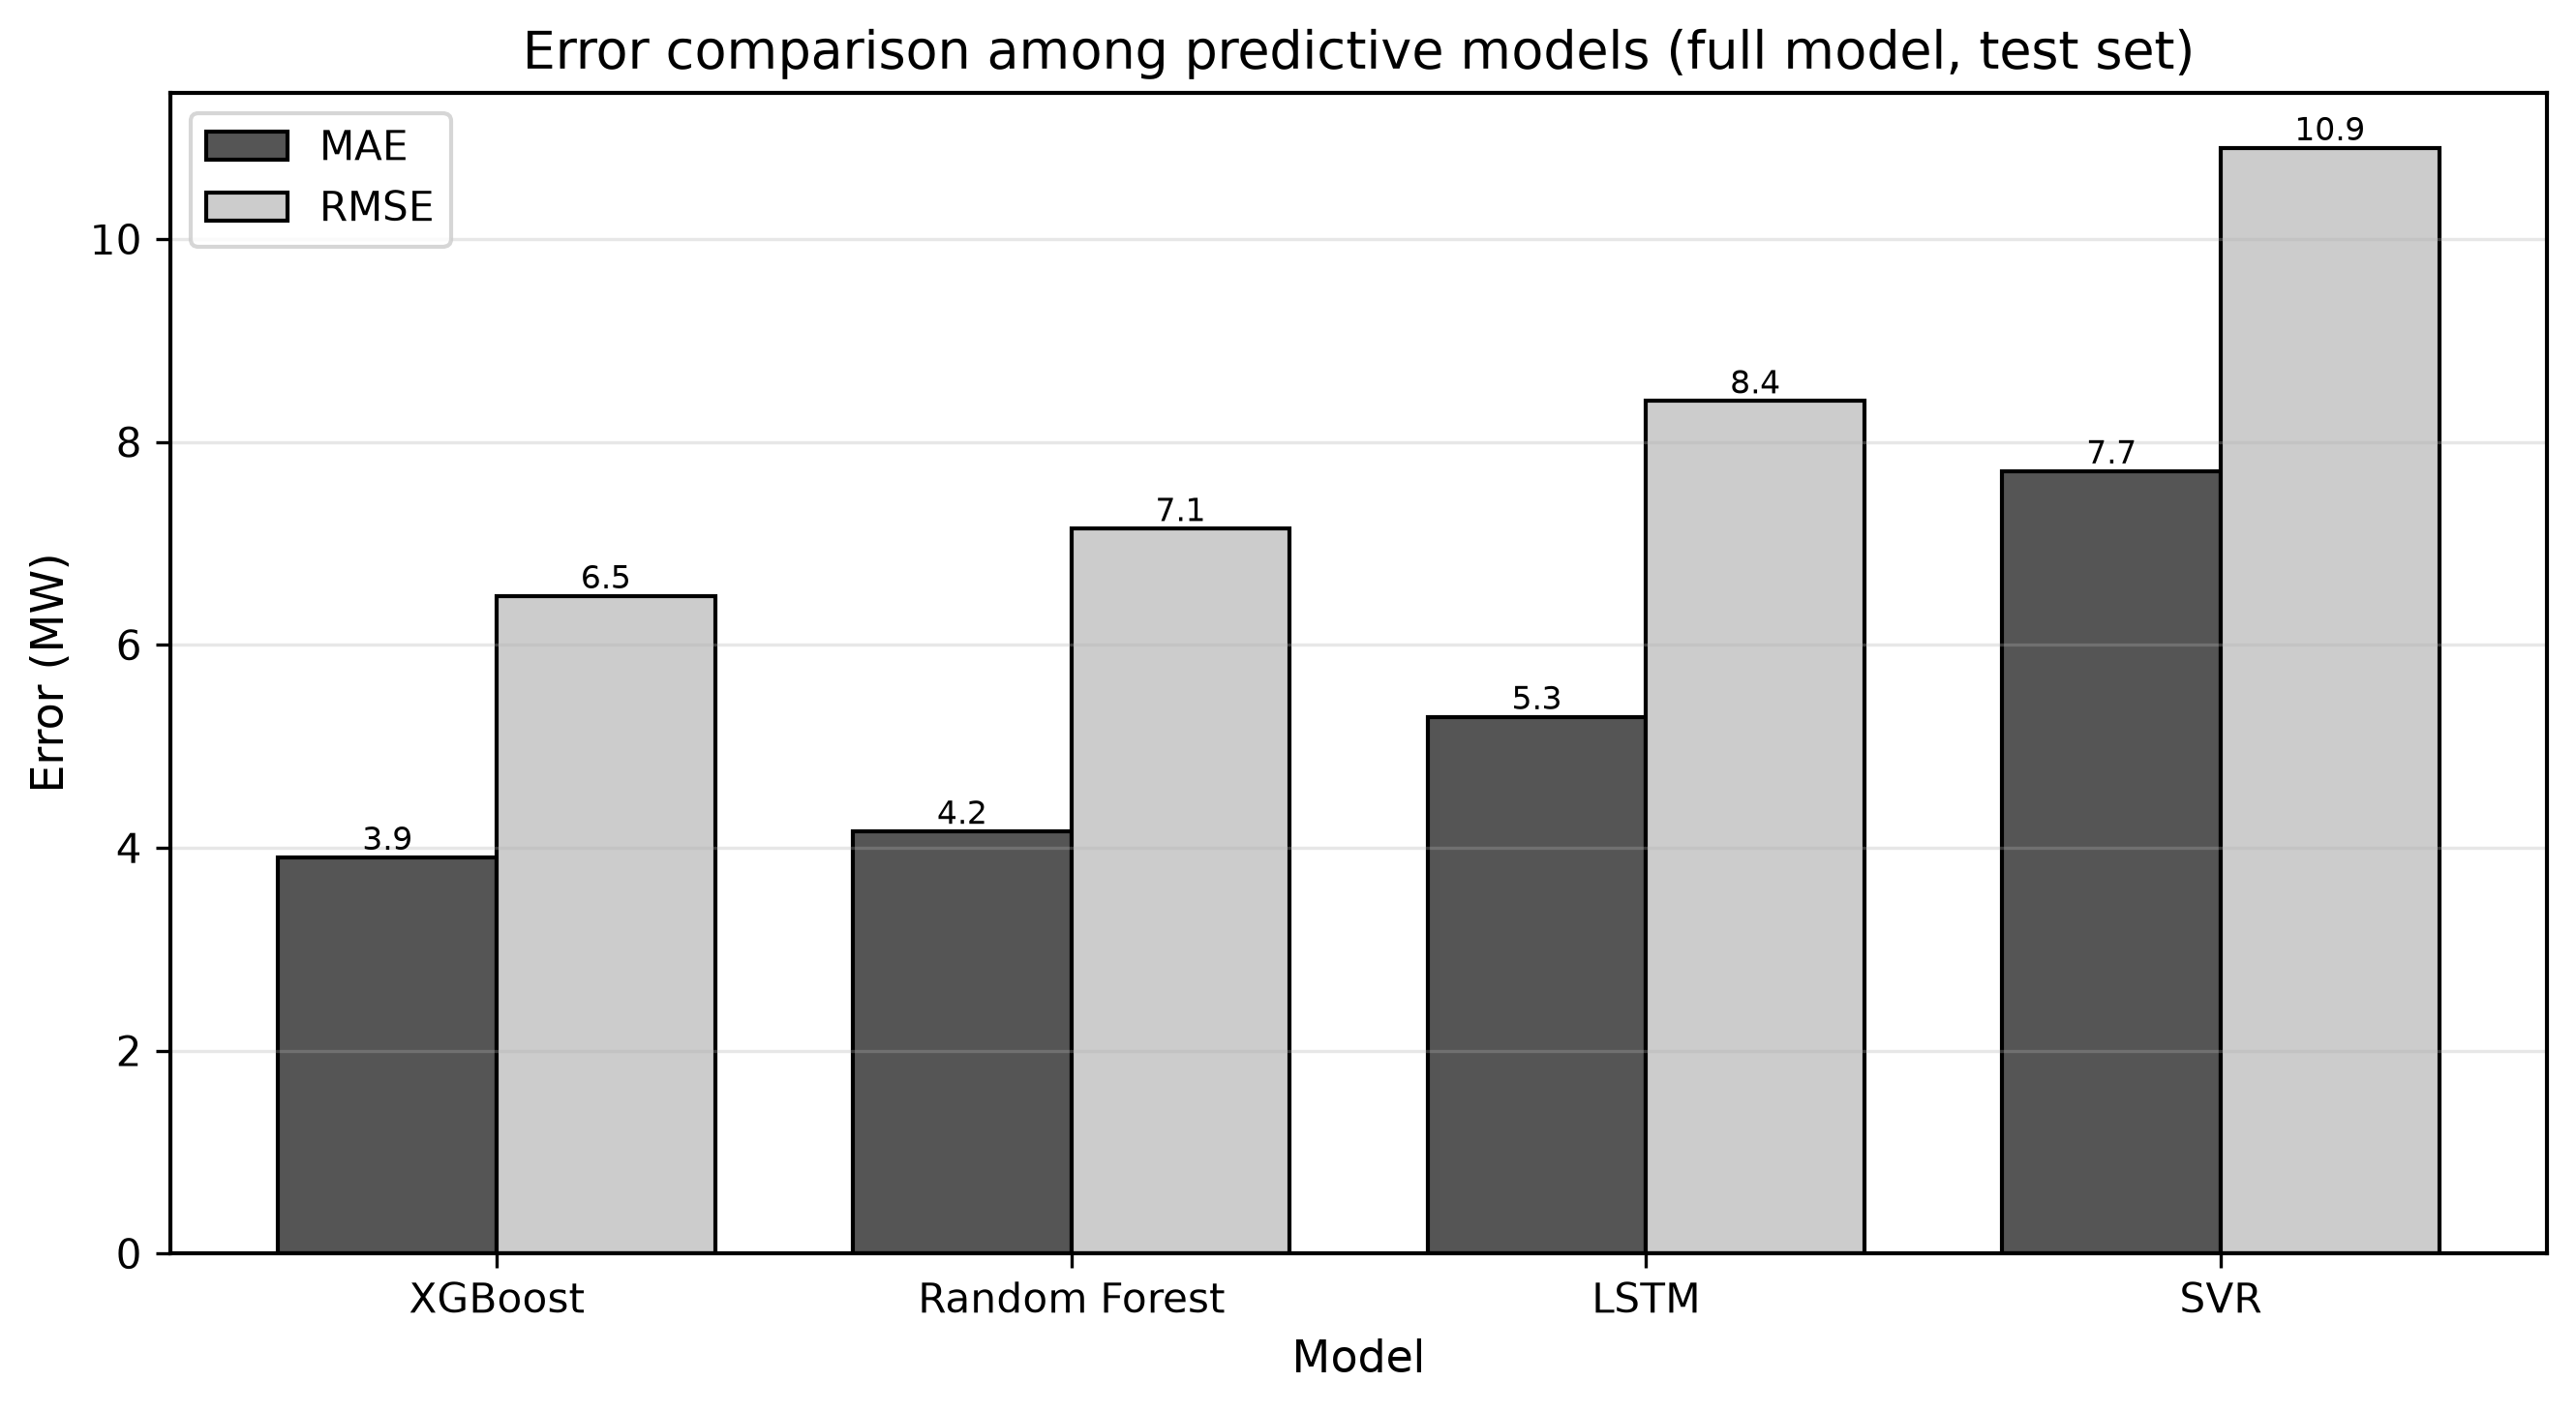 Error comparison among predictive models (full model, test set)
MAE
RMSE
Error (MW)
10
8
6
4
2
0
3.9
6.5
4.2
7.1
5.3
8.4
7.7
10.9
XGBoost
Random Forest
LSTM
SVR
Model